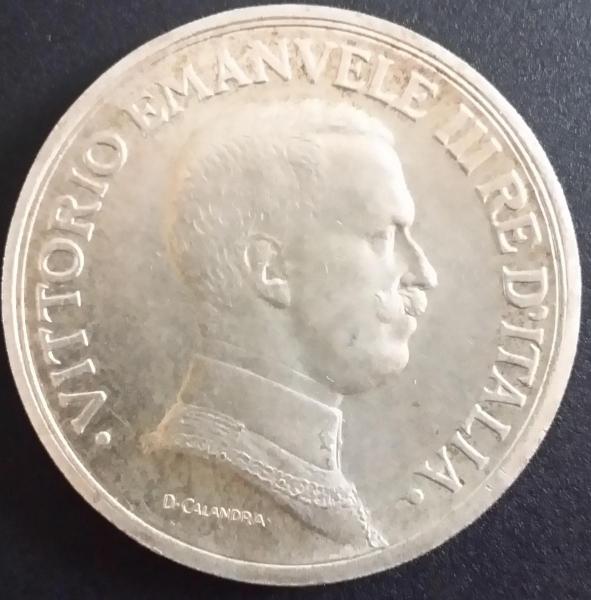 · VITTORIO EMANVELE III RE D'ITALIA ·
D· CALANDRA